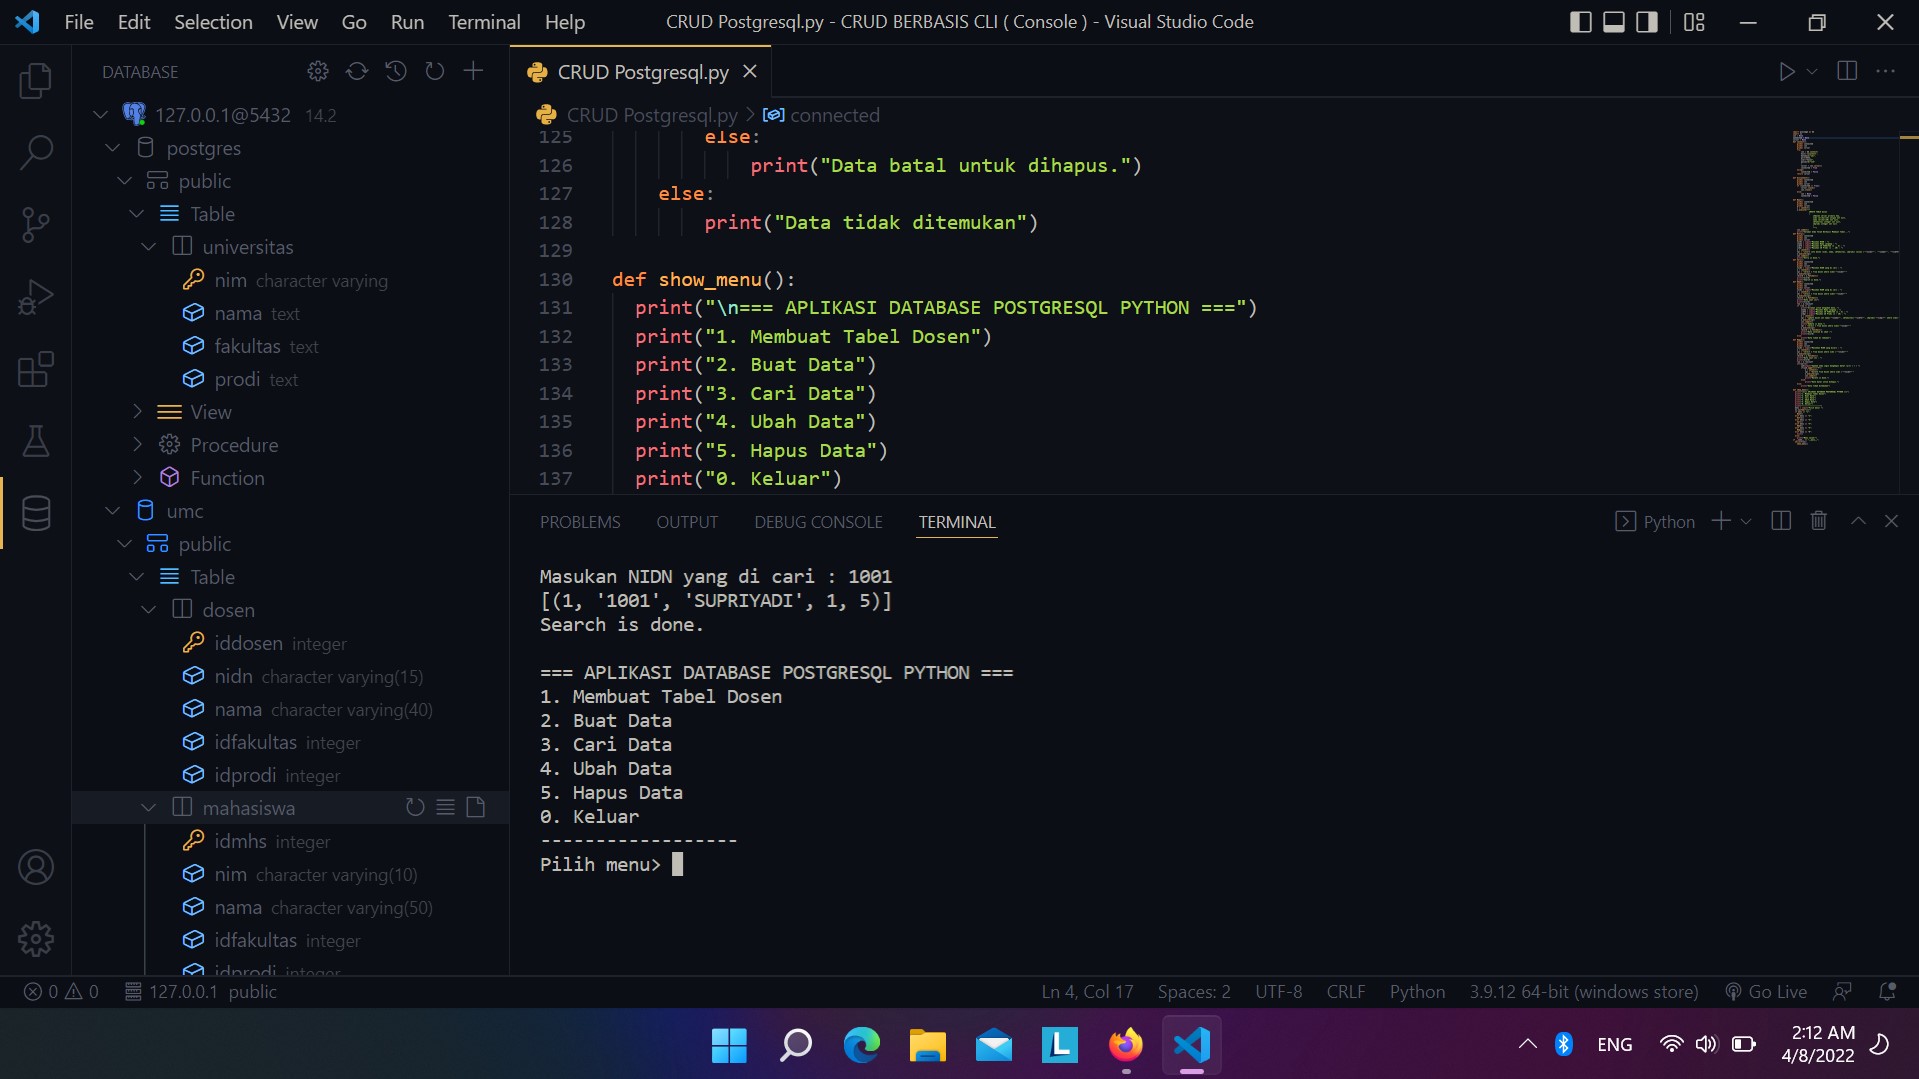 File Edit Selection View Go Run Terminal Help CRUD Postgresql.py - CRUD BERBASIS CLI ( Console ) - Visual Studio Code
DATABASE
127.0.0.1@5432 14.2
postgres
public
Table
universitas
nim character varying
nama text
fakultas text
prodi text
View
Procedure
Function
umc
public
Table
dosen
iddosen integer
nidn character varying(15)
nama character varying(40)
idfakultas integer
idprodi integer
mahasiswa
idmhs integer
nim character varying(10)
nama character varying(50)
idfakultas integer
idprodi integer
CRUD Postgresql.py
CRUD Postgresql.py > connected
125 else:
126 print("Data batal untuk dihapus.")
127 else:
128 print("Data tidak ditemukan")
129
130 def show_menu():
131 print("\n=== APLIKASI DATABASE POSTGRESQL PYTHON ===")
132 print("1. Membuat Tabel Dosen")
133 print("2. Buat Data")
134 print("3. Cari Data")
135 print("4. Ubah Data")
136 print("5. Hapus Data")
137 print("0. Keluar")
PROBLEMS OUTPUT DEBUG CONSOLE TERMINAL Python
Masukan NIDN yang di cari : 1001
[(1, '1001', 'SUPRIYADI', 1, 5)]
Search is done.
=== APLIKASI DATABASE POSTGRESQL PYTHON ===
1. Membuat Tabel Dosen
2. Buat Data
3. Cari Data
4. Ubah Data
5. Hapus Data
0. Keluar
------------------
Pilih menu>
0 0 127.0.0.1 public Ln 4, Col 17 Spaces: 2 UTF-8 CRLF Python 3.9.12 64-bit (windows store) Go Live
L
ENG
2:12 AM
4/8/2022